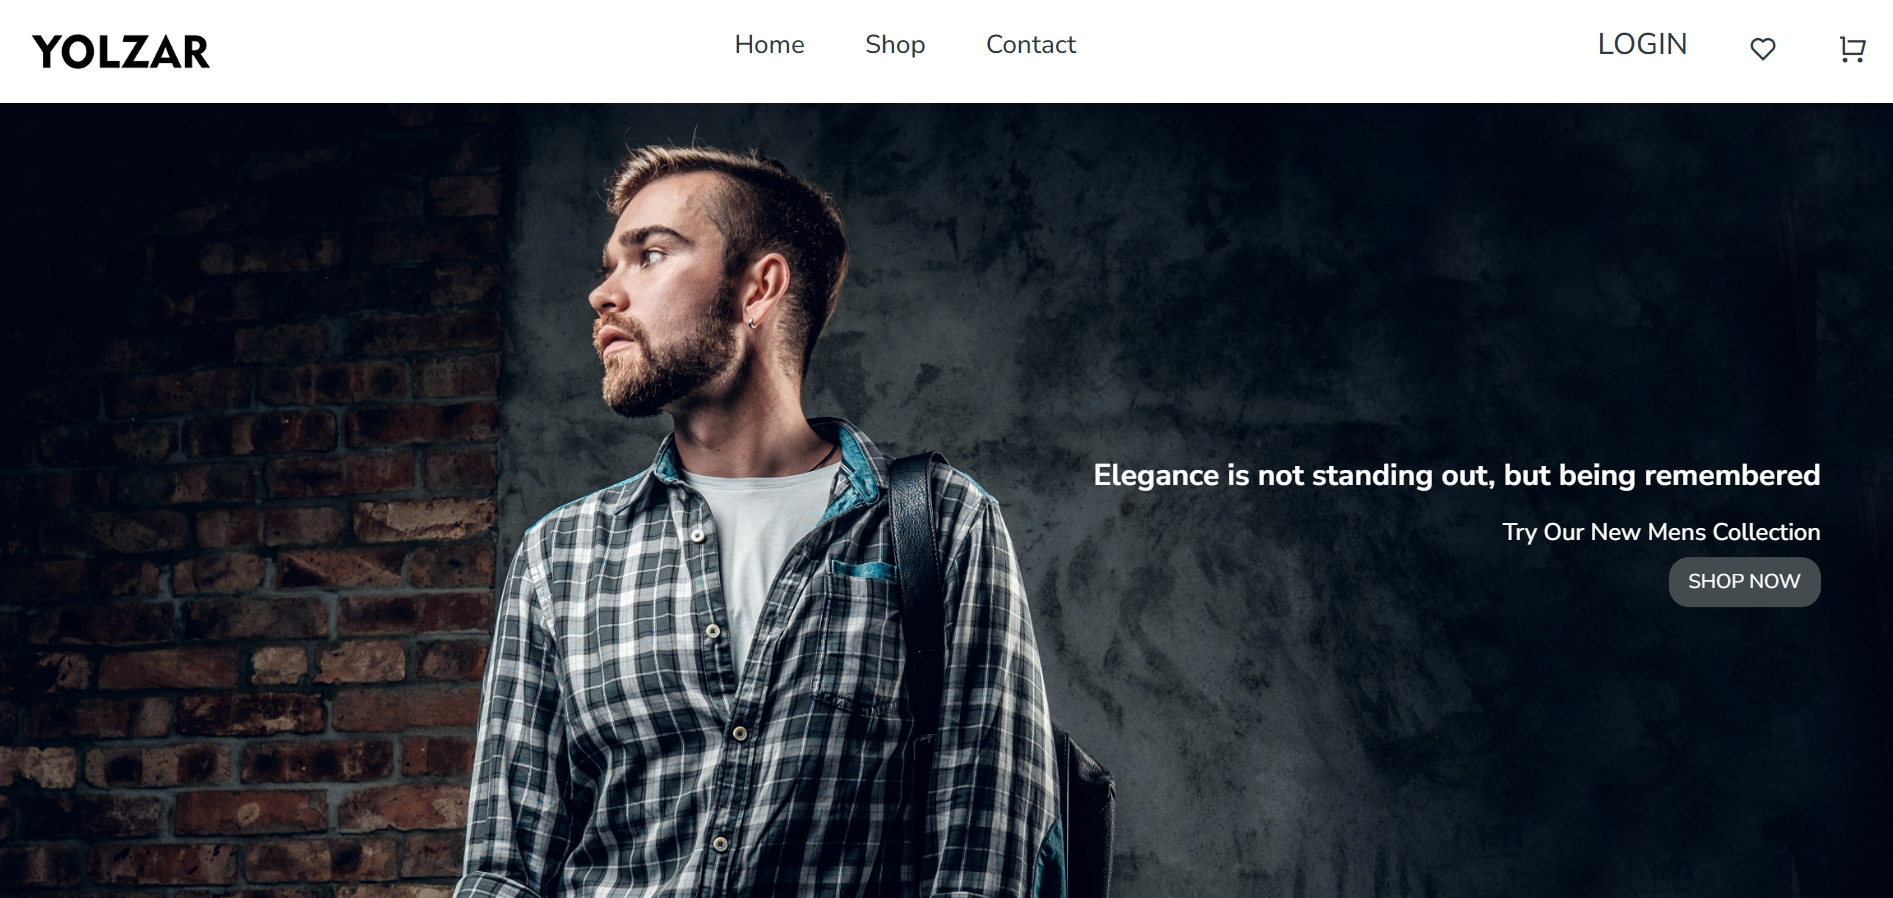 YOLZAR
Home
Shop
Contact
LOGIN
Elegance is not standing out, but being remembered
Try Our New Mens Collection
SHOP NOW